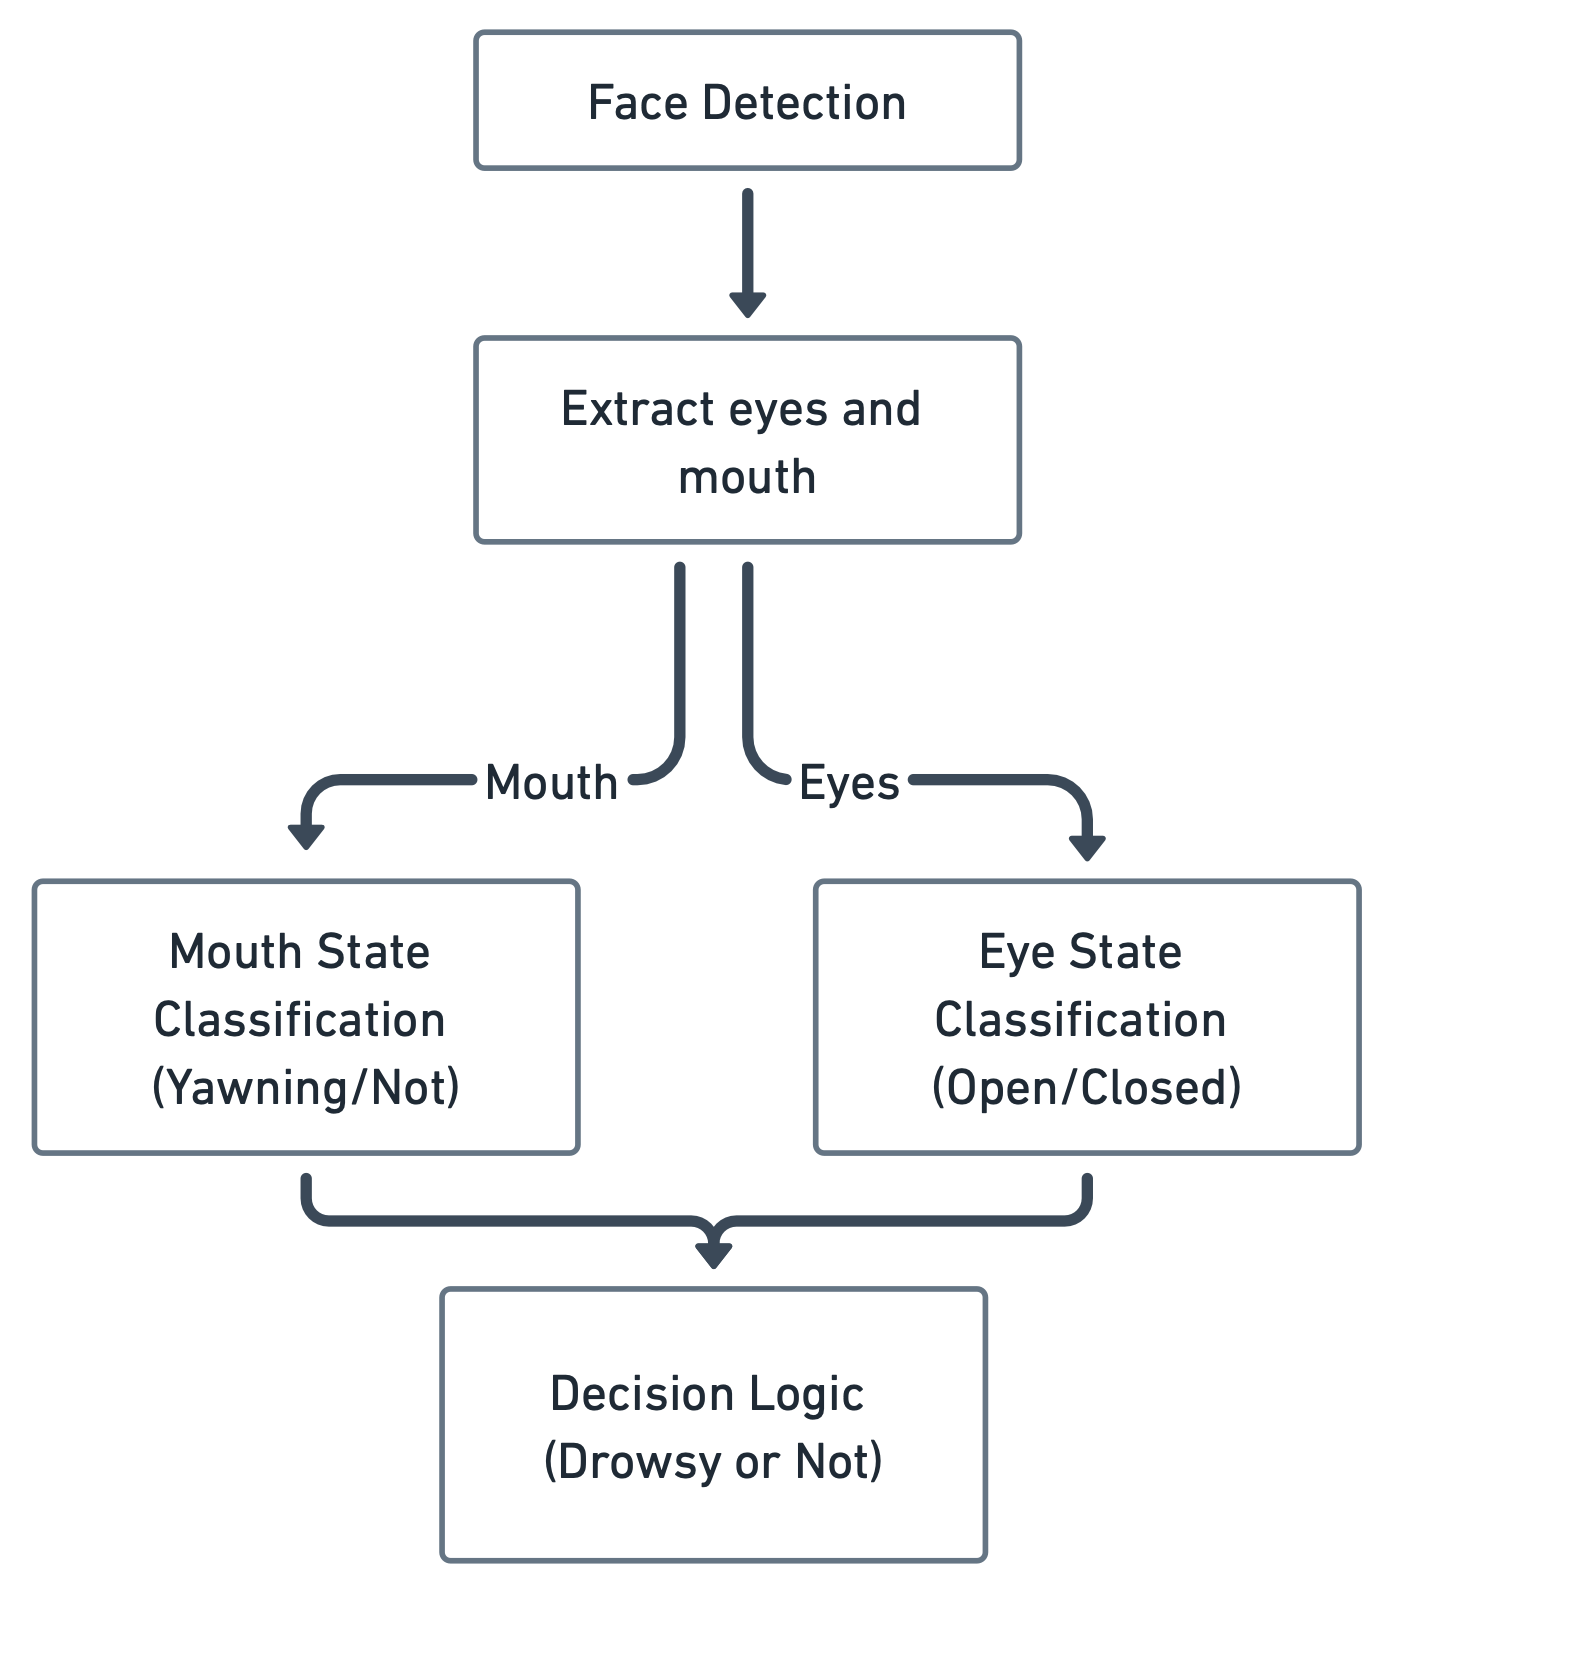 Face Detection
Extract eyes and
mouth
Mouth
Eyes
Mouth State
Classification
(Yawning/Not)
Eye State
Classification
(Open/Closed)
Decision Logic
(Drowsy or Not)